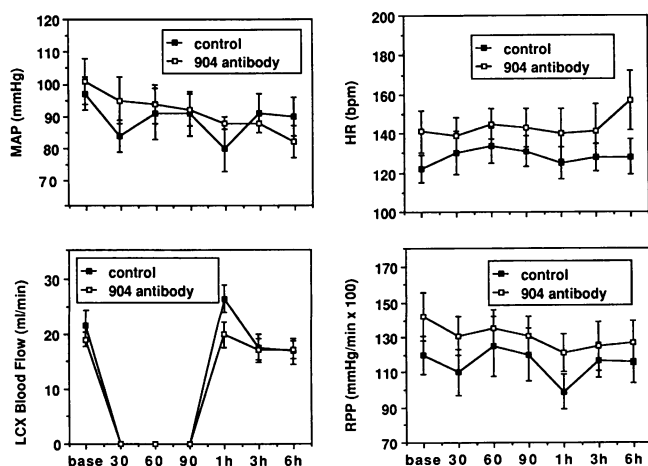 120
110
100
90
80
70
MAP (mmHg)
control
904 antibody
200
180
160
140
120
100
HR (bpm)
control
904 antibody
30
20
10
0
LCX Blood Flow (ml/min)
control
904 antibody
base 30 60 90 1h 3h 6h
170
150
130
110
90
70
RPP (mmHg/min x 100)
control
904 antibody
base 30 60 90 1h 3h 6h